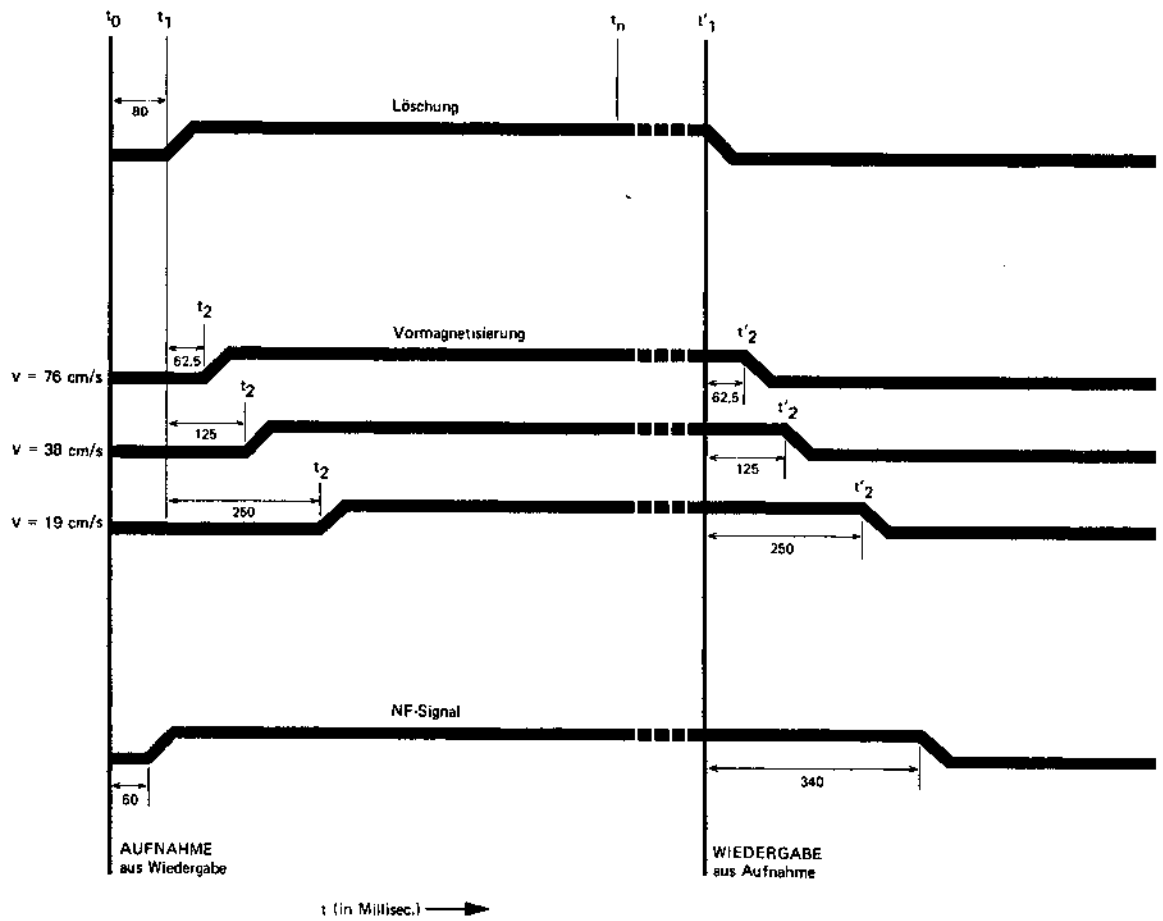 t0 t1 tn t'1
80
Löschung
t2
Vormagnetisierung
t'2
62,5
v = 76 cm/s
62,5
t2
t'2
125
v = 38 cm/s
125
t2
t'2
250
v = 19 cm/s
250
NF-Signal
60
340
AUFNAHME
aus Wiedergabe
WIEDERGABE
aus Aufnahme
t (in Millisec.)